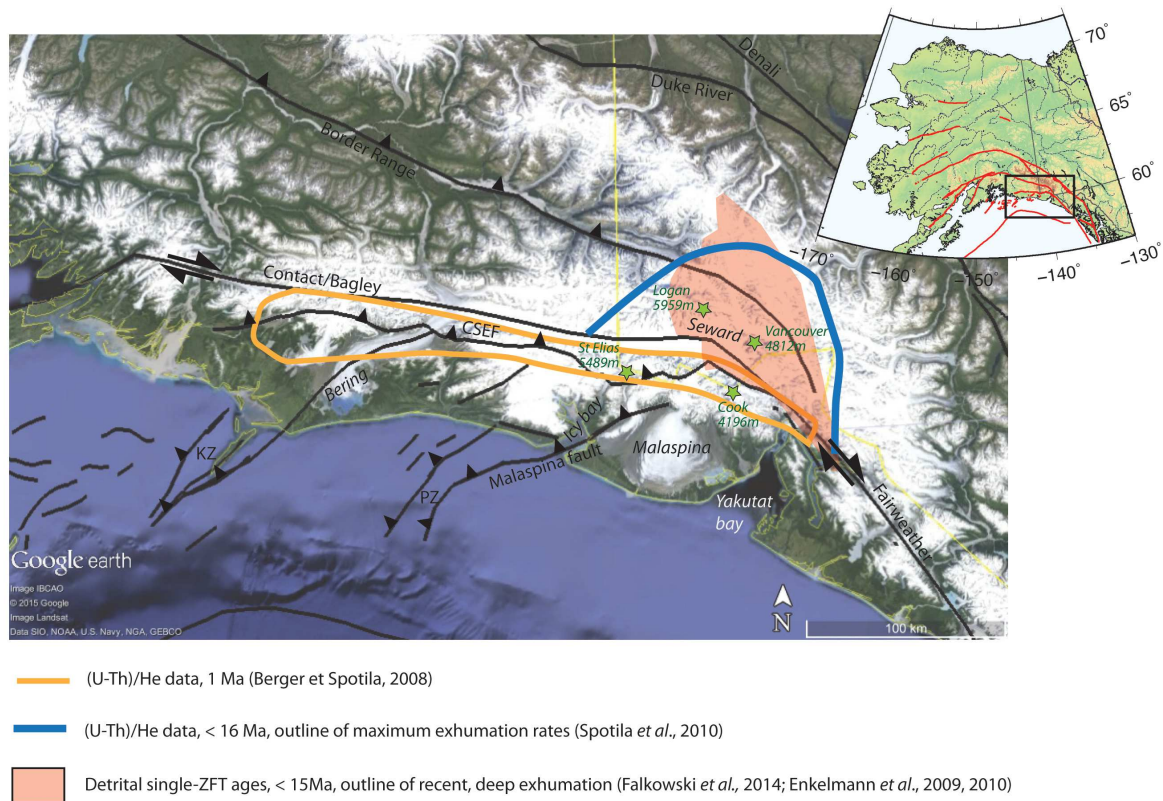 70°
65°
60°
-170°
-160°
-150°
-140°
-130°
Denali
Duke River
Border Range
Contact/Bagley
CSEF
Logan
5959m
Seward
Vancouver
4812m
St Elias
5489m
Cook
4196m
Bering
Icy bay
Malaspina
Malaspina fault
KZ
PZ
Yakutat
bay
Fairweather
Google earth
Image IBCAO
© 2015 Google
Image Landsat
Data SIO, NOAA, U.S. Navy, NGA, GEBCO
N
100 km
(U-Th)/He data, 1 Ma (Berger et Spotila, 2008)
(U-Th)/He data, < 16 Ma, outline of maximum exhumation rates (Spotila et al., 2010)
Detrital single-ZFT ages, < 15Ma, outline of recent, deep exhumation (Falkowski et al., 2014; Enkelmann et al., 2009, 2010)